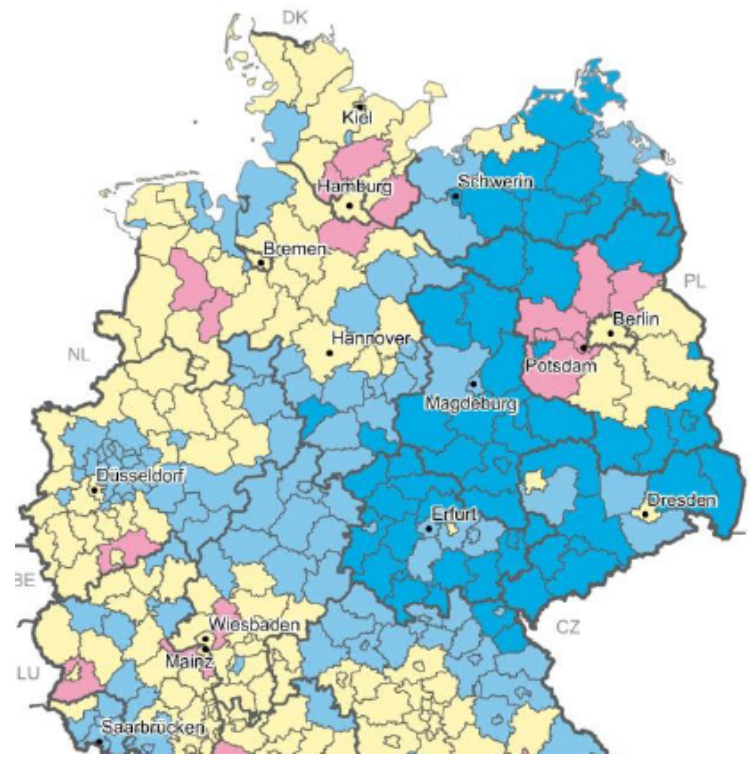 DK
Kiel
Schwerin
Hamburg
Bremen
PL
Berlin
Hannover
NL
Potsdam
Magdeburg
Düsseldorf
Dresden
Erfurt
BE
Wiesbaden
CZ
Mainz
LU
Saarbrücken